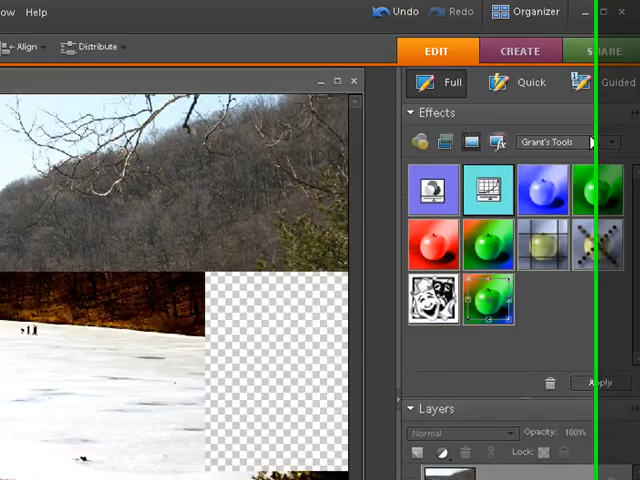 ow Help
Undo Redo Organizer
Align Distribute
EDIT CREATE SHARE
Full Quick Guided
Effects
Grant's Tools
Apply
Layers
Normal Opacity: 100%
Lock: